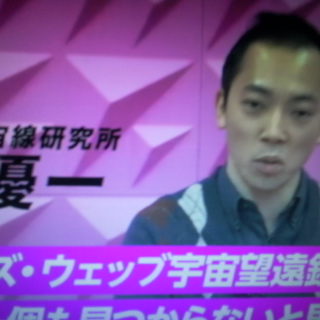 宙線研究所
優一
ズ・ウェッブ宇宙望遠鏡
個も見つからないと